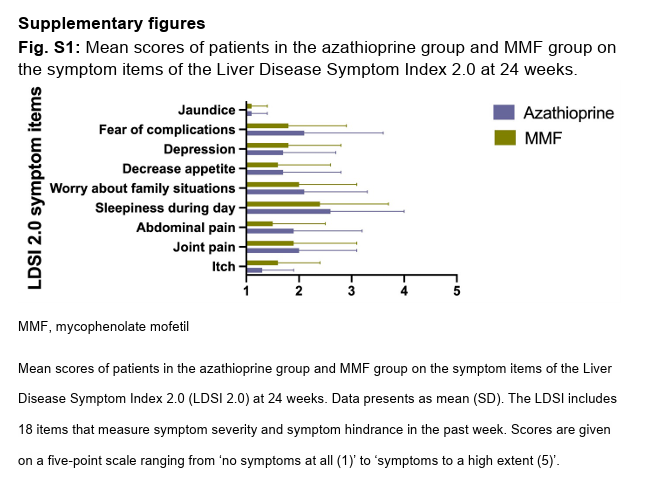 Supplementary figures
Fig. S1: Mean scores of patients in the azathioprine group and MMF group on
the symptom items of the Liver Disease Symptom Index 2.0 at 24 weeks.
LDSI 2.0 symptom items
Jaundice
Fear of complications
Depression
Decrease appetite
Worry about family situations
Sleepiness during day
Abdominal pain
Joint pain
Itch
1 2 3 4 5
Azathioprine
MMF
MMF, mycophenolate mofetil
Mean scores of patients in the azathioprine group and MMF group on the symptom items of the Liver
Disease Symptom Index 2.0 (LDSI 2.0) at 24 weeks. Data presents as mean (SD). The LDSI includes
18 items that measure symptom severity and symptom hindrance in the past week. Scores are given
on a five-point scale ranging from ‘no symptoms at all (1)’ to ‘symptoms to a high extent (5)’.